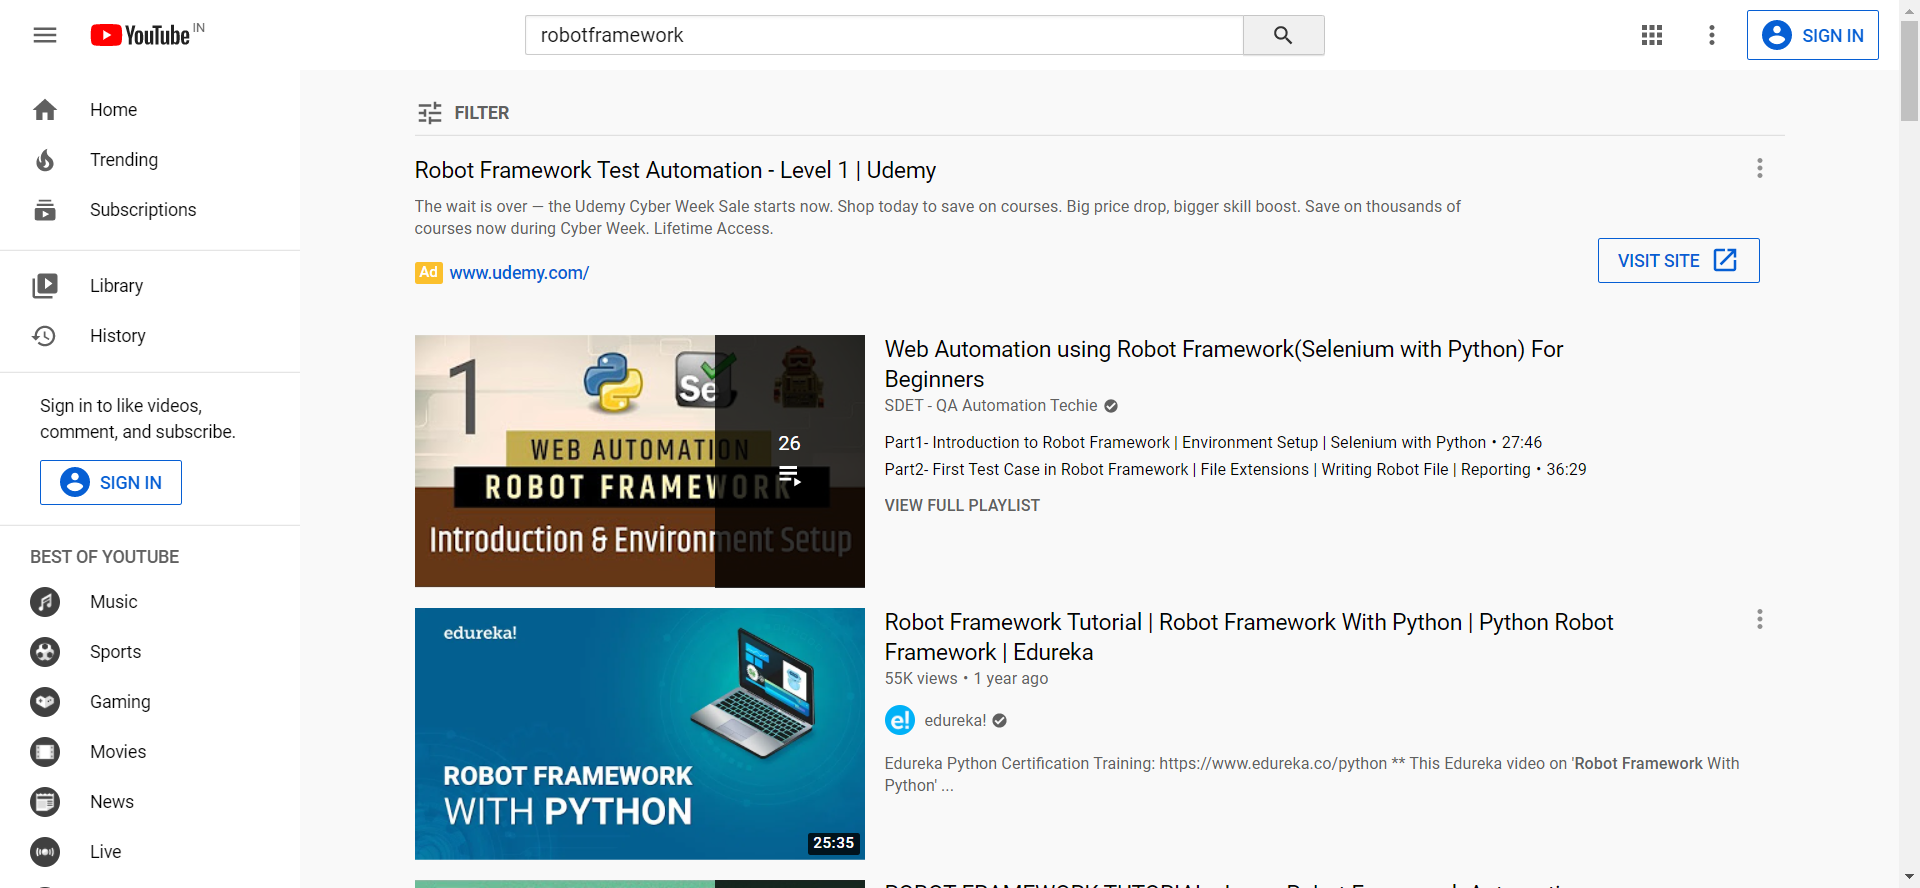 YouTube IN
robotframework
SIGN IN
Home
Trending
Subscriptions
Library
History
Sign in to like videos,
comment, and subscribe.
SIGN IN
BEST OF YOUTUBE
Music
Sports
Gaming
Movies
News
Live
FILTER
Robot Framework Test Automation - Level 1 | Udemy
The wait is over — the Udemy Cyber Week Sale starts now. Shop today to save on courses. Big price drop, bigger skill boost. Save on thousands of
courses now during Cyber Week. Lifetime Access.
Ad www.udemy.com/
VISIT SITE
1
Se
WEB AUTOMATION
ROBOT FRAMEWORK
Introduction & Environment Setup
26
Web Automation using Robot Framework(Selenium with Python) For
Beginners
SDET - QA Automation Techie
Part1- Introduction to Robot Framework | Environment Setup | Selenium with Python • 27:46
Part2- First Test Case in Robot Framework | File Extensions | Writing Robot File | Reporting • 36:29
VIEW FULL PLAYLIST
edureka!
ROBOT FRAMEWORK
WITH PYTHON
25:35
Robot Framework Tutorial | Robot Framework With Python | Python Robot
Framework | Edureka
55K views • 1 year ago
e! edureka!
Edureka Python Certification Training: https://www.edureka.co/python ** This Edureka video on 'Robot Framework With
Python' ...